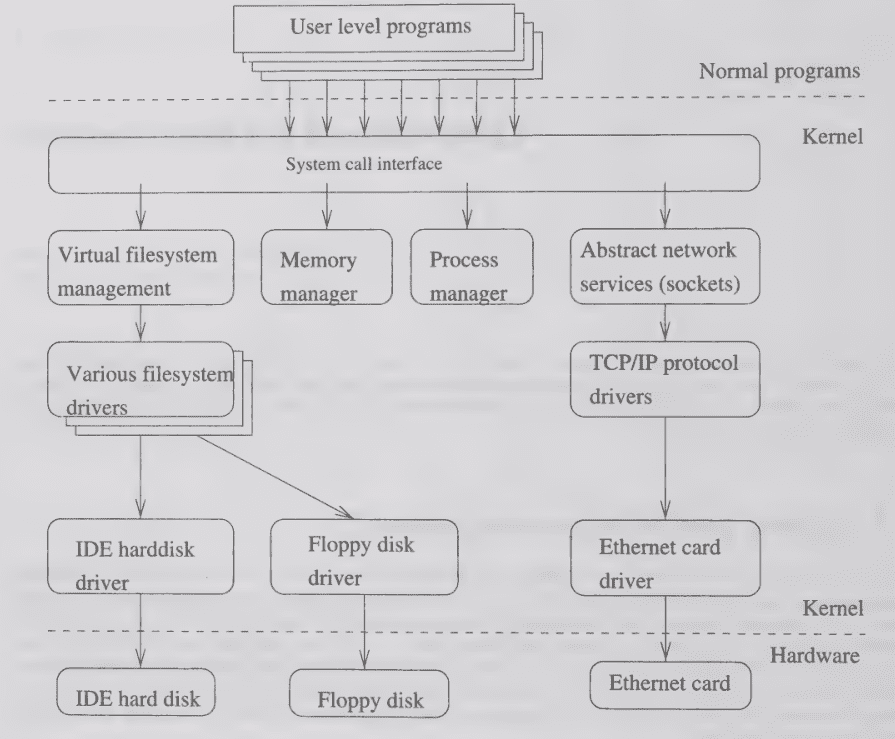 User level programs
Normal programs
Kernel
System call interface
Virtual filesystem
management
Memory
manager
Process
manager
Abstract network
services (sockets)
Various filesystem
drivers
TCP/IP protocol
drivers
IDE harddisk
driver
Floppy disk
driver
Ethernet card
driver
Kernel
Hardware
IDE hard disk
Floppy disk
Ethernet card